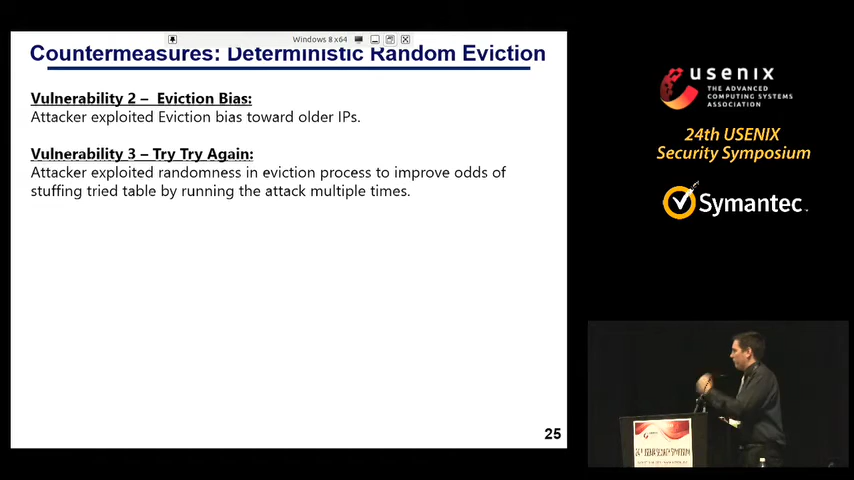 Windows 8 x64
Countermeasures: Deterministic Random Eviction
Vulnerability 2 – Eviction Bias:
Attacker exploited Eviction bias toward older IPs.
Vulnerability 3 – Try Try Again:
Attacker exploited randomness in eviction process to improve odds of
stuffing tried table by running the attack multiple times.
25
usenix
THE ADVANCED
COMPUTING SYSTEMS
ASSOCIATION
24th USENIX
Security Symposium
Symantec.